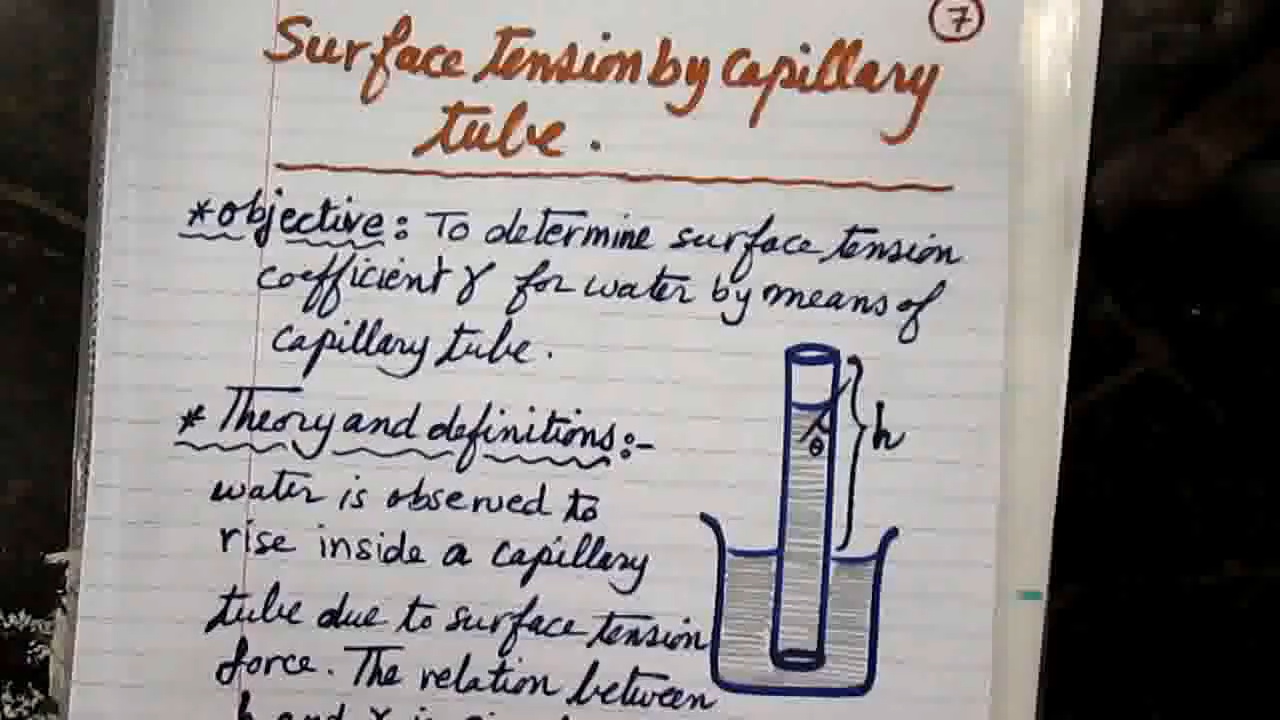 7
Surface Tension by capillary
tube.
*objective: To determine surface tension
coefficient γ for water by means of
capillary tube.
* Theory and definitions:-
water is observed to
rise inside a capillary
tube due to surface tension
force. The relation between
h and γ is
h
θ